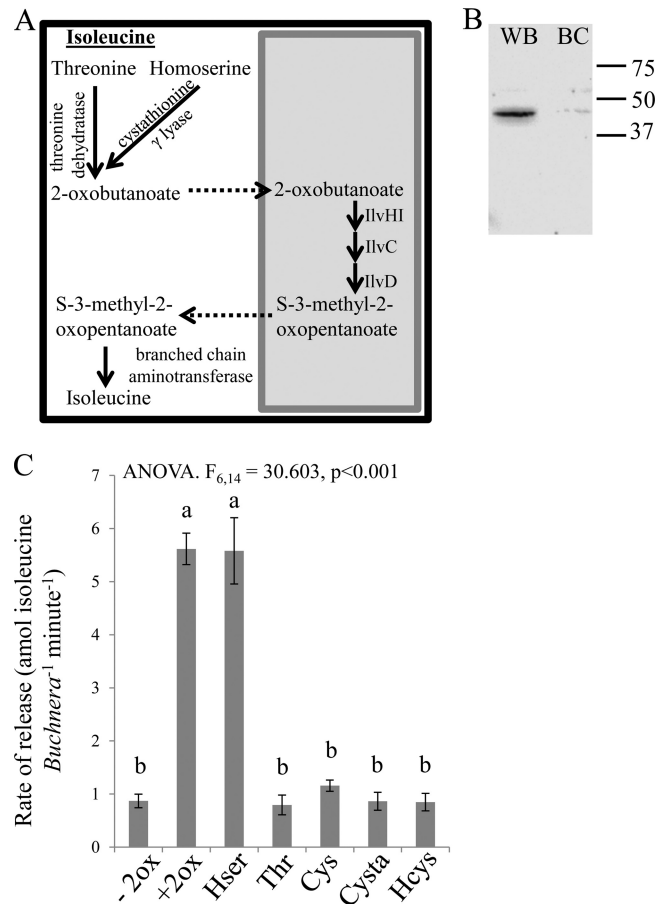 A
Isoleucine
Threonine Homoserine
threonine
dehydratase
cystathionine
γ lyase
2-oxobutanoate
2-oxobutanoate
IlvHI
IlvC
IlvD
S-3-methyl-2-
oxopentanoate
S-3-methyl-2-
oxopentanoate
branched chain
aminotransferase
Isoleucine
B
WB BC
75
50
37
C
ANOVA. F6,14 = 30.603, p<0.001
Rate of release (amol isoleucine
Buchnera-1 minute-1)
7
6
5
4
3
2
1
0
b
a
a
b
b
b
b
- 2ox
+2ox
Hser
Thr
Cys
Cysta
Hcys